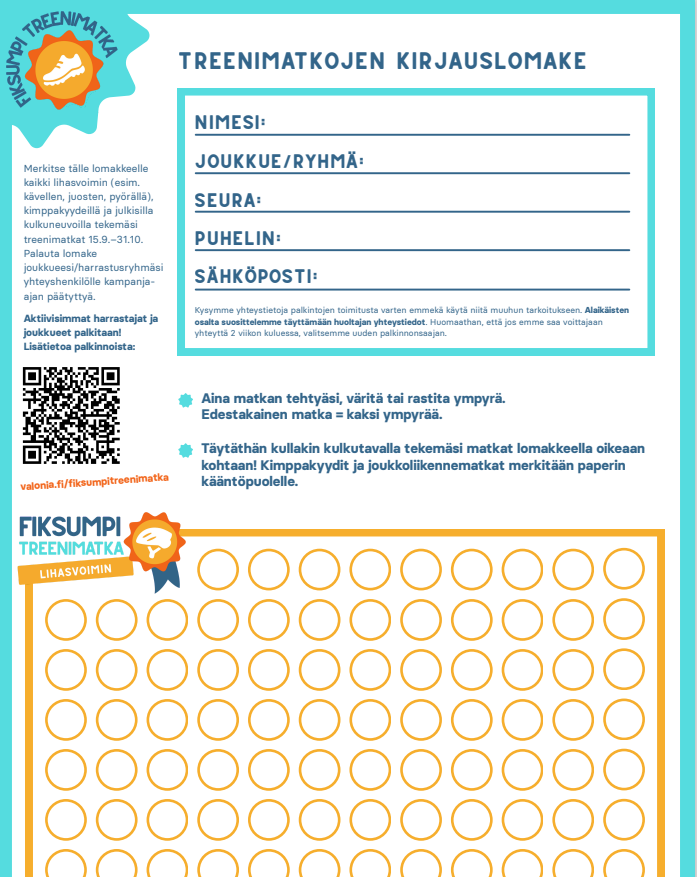 FIKSUMPI TREENIMATKA
TREENIMATKOJEN KIRJAUSLOMAKE
NIMESI:
JOUKKUE/RYHMÄ:
SEURA:
PUHELIN:
SÄHKÖPOSTI:
Kysymme yhteystietoja palkintojen toimitusta varten emmekä käytä niitä muuhun tarkoitukseen. Alaikäisten
osalta suosittelemme täyttämään huoltajan yhteystiedot. Huomaathan, että jos emme saa voittajaan
yhteyttä 2 viikon kuluessa, valitsemme uuden palkinnonsaajan.
Merkitse tälle lomakkeelle
kaikki lihasvoimin (esim.
kävellen, juosten, pyörällä),
kimppakyydeillä ja julkisilla
kulkuneuvoilla tekemäsi
treenimatkat 15.9.–31.10.
Palauta lomake
joukkueesi/harrastusryhmäsi
yhteyshenkilölle kampanja-
ajan päätyttyä.
Aktiivisimmat harrastajat ja
joukkueet palkitaan!
Lisätietoa palkinnoista:
valonia.fi/fiksumpitreenimatka
Aina matkan tehtyäsi, väritä tai rastita ympyrä.
Edestakainen matka = kaksi ympyrää.
Täytäthän kullakin kulkutavalla tekemäsi matkat lomakkeella oikeaan
kohtaan! Kimppakyydit ja joukkoliikennematkat merkitään paperin
kääntöpuolelle.
FIKSUMPI
TREENIMATKA
LIHASVOIMIN